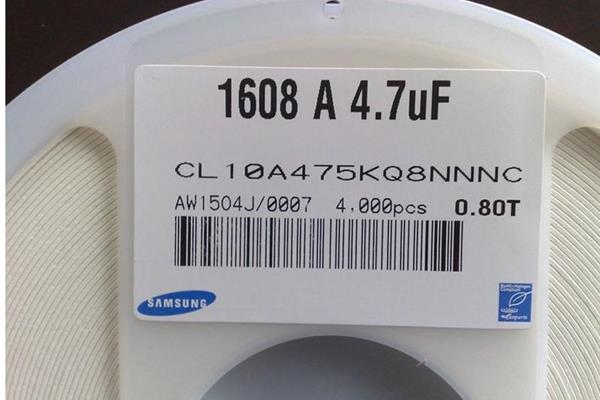 1608 A 4.7uF
CL10A475KQ8NNNC
AW1504J/0007 4,000pcs 0.80T
SAMSUNG